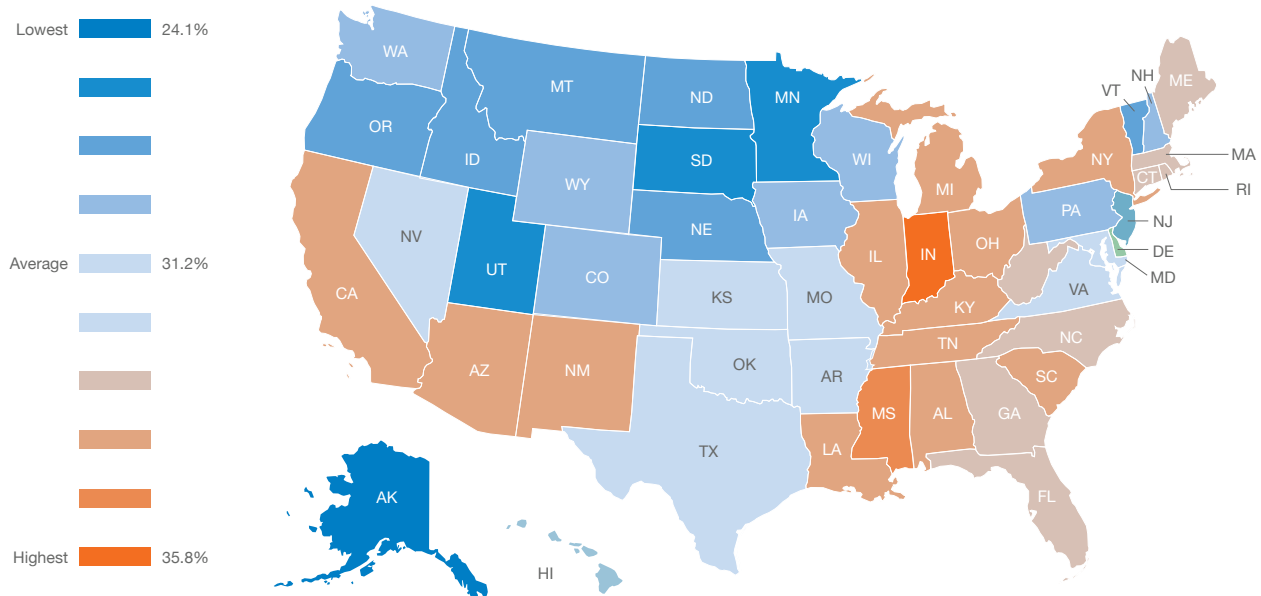 Lowest 24.1%
Average 31.2%
Highest 35.8%
WA
MT
ND
MN
VT
NH
ME
OR
ID
SD
WI
MI
NY
MA
CT
RI
WY
NE
IA
PA
NJ
NV
UT
CO
KS
MO
IL
IN
OH
DE
MD
CA
KY
VA
AZ
NM
OK
AR
TN
NC
TX
LA
MS
AL
GA
SC
AK
FL
HI